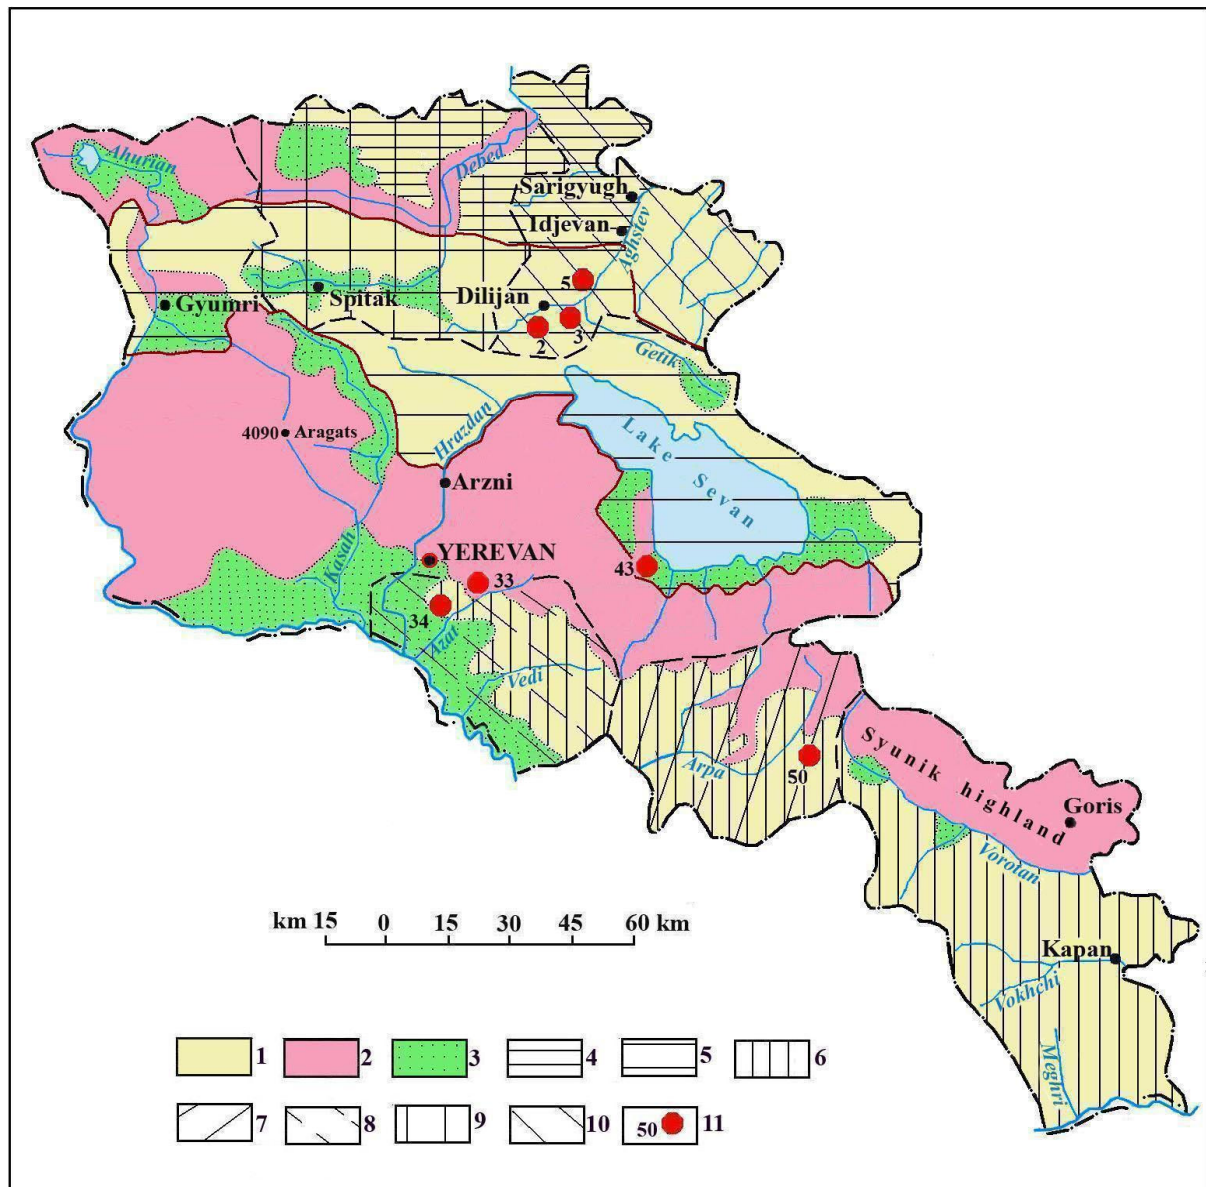 Ahurian
Debed
Sarigyugh
Idjevan
Aghstev
5
Gyumri
Spitak
Dilijan
2
3
Getik
4090
Aragats
Hrazdan
Lake
Sevan
Arzni
Kasah
YEREVAN
33
43
34
Azat
Vedi
Arpa
50
Syunik highland
Goris
Vorotan
km 15 0 15 30 45 60 km
Kapan
Vokhchi
Meghri
1 2 3 4 5 6
7 8 9 10 50 11